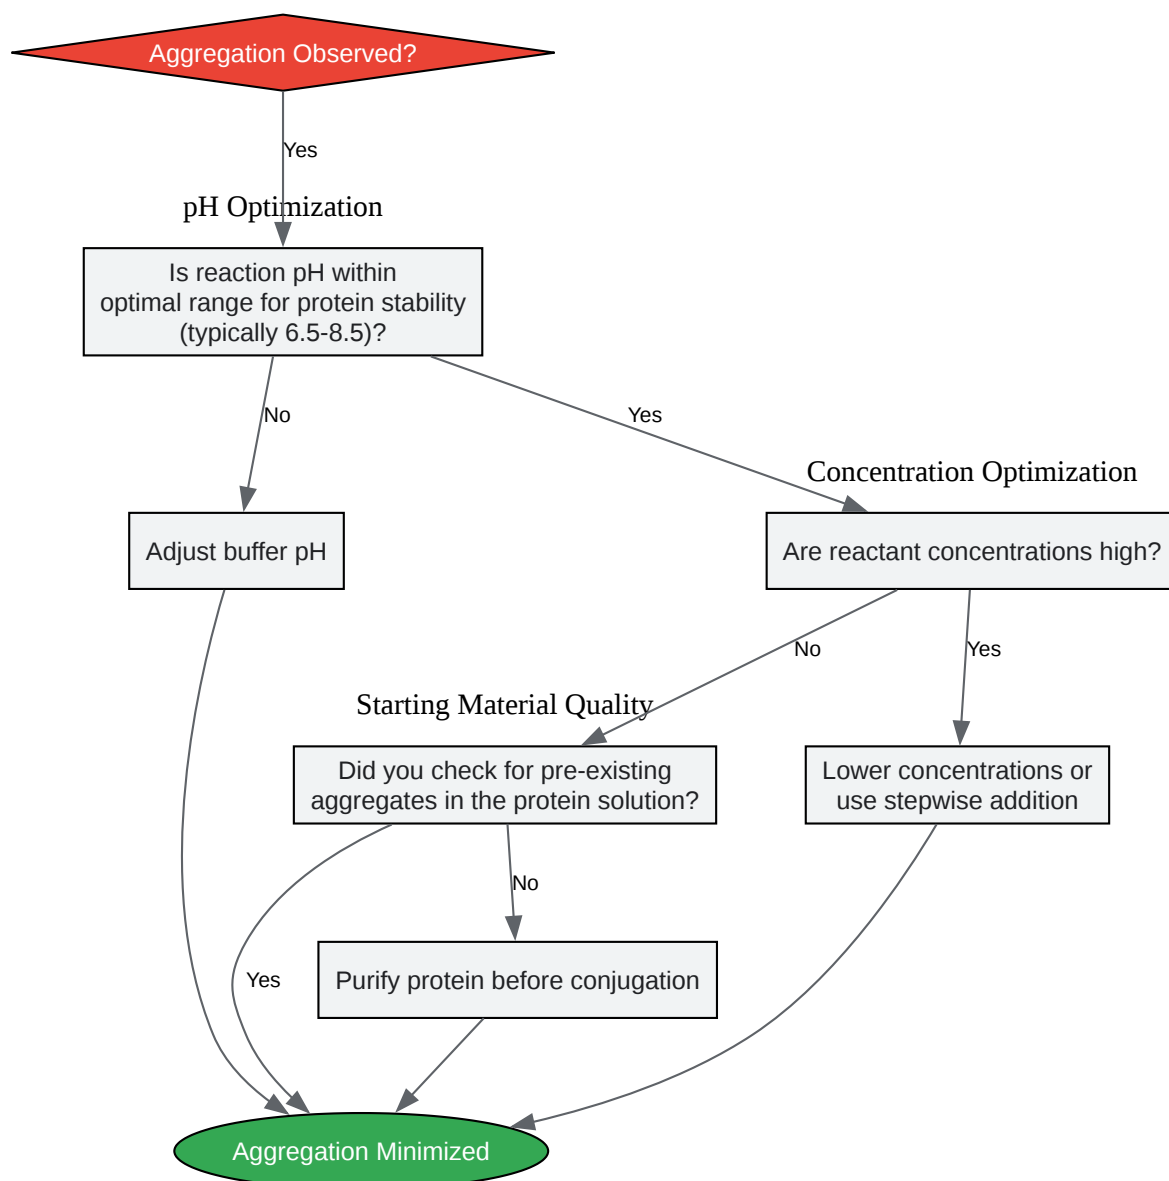 Aggregation Observed?
Yes
pH Optimization
Is reaction pH within
optimal range for protein stability
(typically 6.5-8.5)?
No
Yes
Concentration Optimization
Adjust buffer pH
Are reactant concentrations high?
No
Yes
Starting Material Quality
Did you check for pre-existing
aggregates in the protein solution?
Lower concentrations or
use stepwise addition
No
Yes
Purify protein before conjugation
Aggregation Minimized